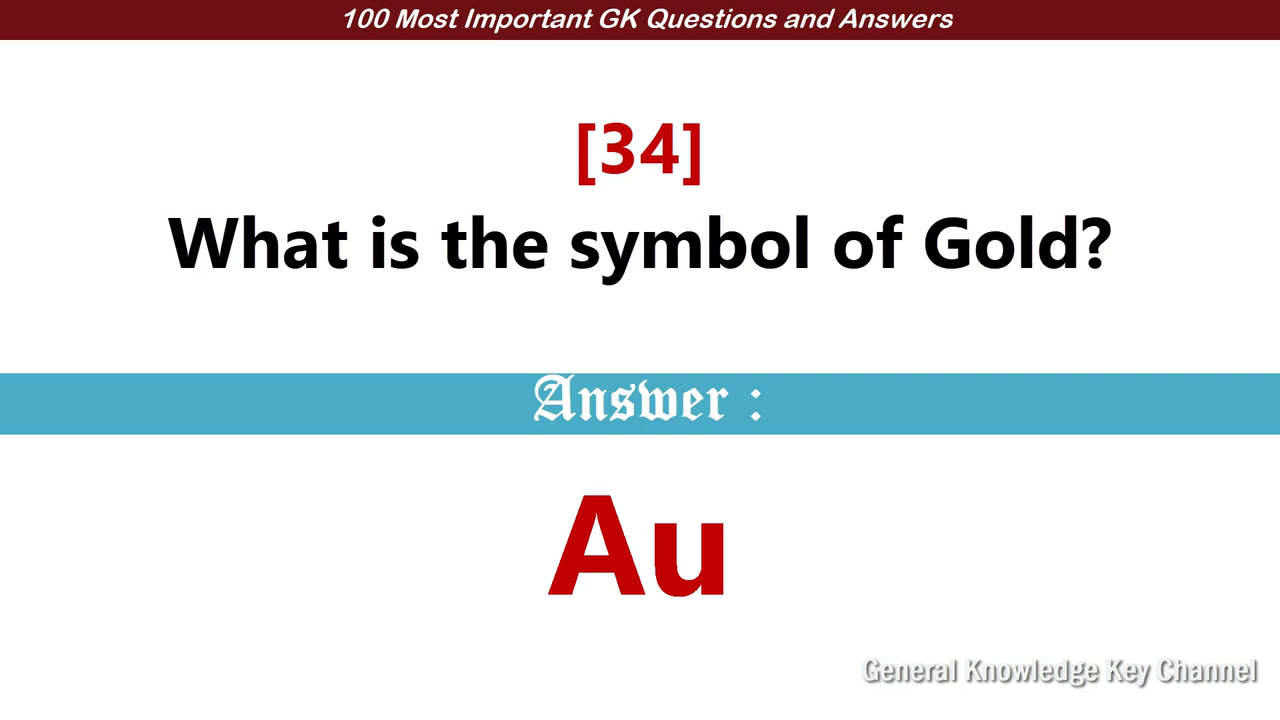 100 Most Important GK Questions and Answers
[34]
What is the symbol of Gold?
Answer :
Au
General Knowledge Key Channel